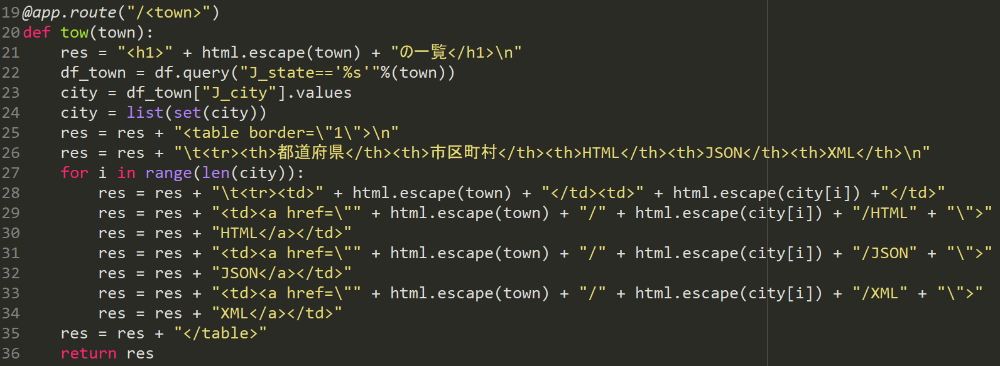 19 @app.route("/<town>")
20 def tow(town):
21     res = "<h1>" + html.escape(town) + "の一覧</h1>\n"
22     df_town = df.query("J_state=='%s'"%(town))
23     city = df_town["J_city"].values
24     city = list(set(city))
25     res = res + "<table border=\"1\">\n"
26     res = res + "\t<tr><th>都道府県</th><th>市区町村</th><th>HTML</th><th>JSON</th><th>XML</th>\n"
27     for i in range(len(city)):
28         res = res + "\t<tr><td>" + html.escape(town) + "</td><td>" + html.escape(city[i]) +"</td>"
29         res = res + "<td><a href=\"" + html.escape(town) + "/" + html.escape(city[i]) + "/HTML" + "\">"
30         res = res + "HTML</a></td>"
31         res = res + "<td><a href=\"" + html.escape(town) + "/" + html.escape(city[i]) + "/JSON" + "\">"
32         res = res + "JSON</a></td>"
33         res = res + "<td><a href=\"" + html.escape(town) + "/" + html.escape(city[i]) + "/XML" + "\">"
34         res = res + "XML</a></td>"
35     res = res + "</table>"
36     return res